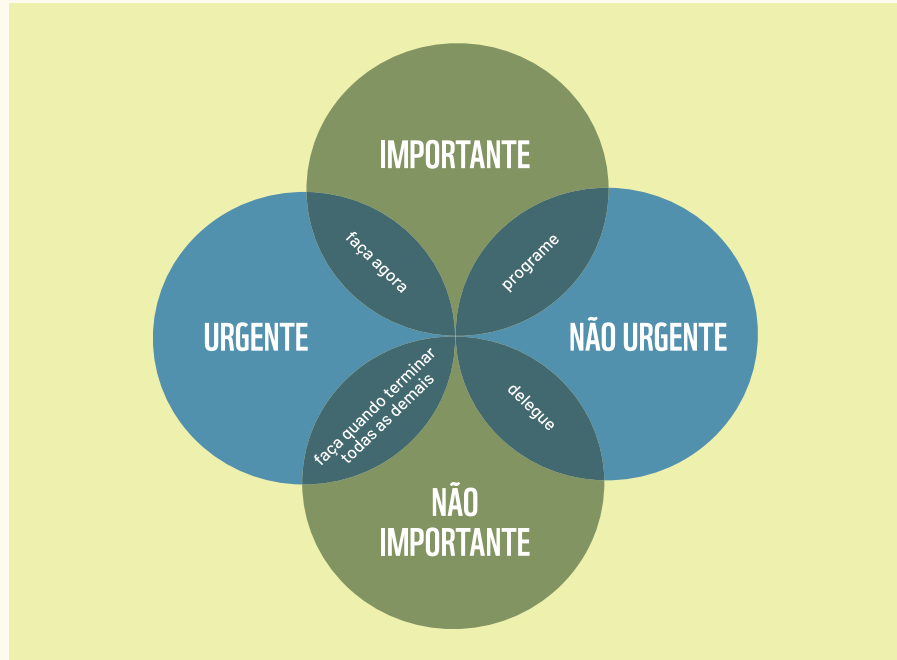 IMPORTANTE
faça agora
programe
URGENTE
NÃO URGENTE
faça quando terminar
todas as demais
delegue
NÃO
IMPORTANTE